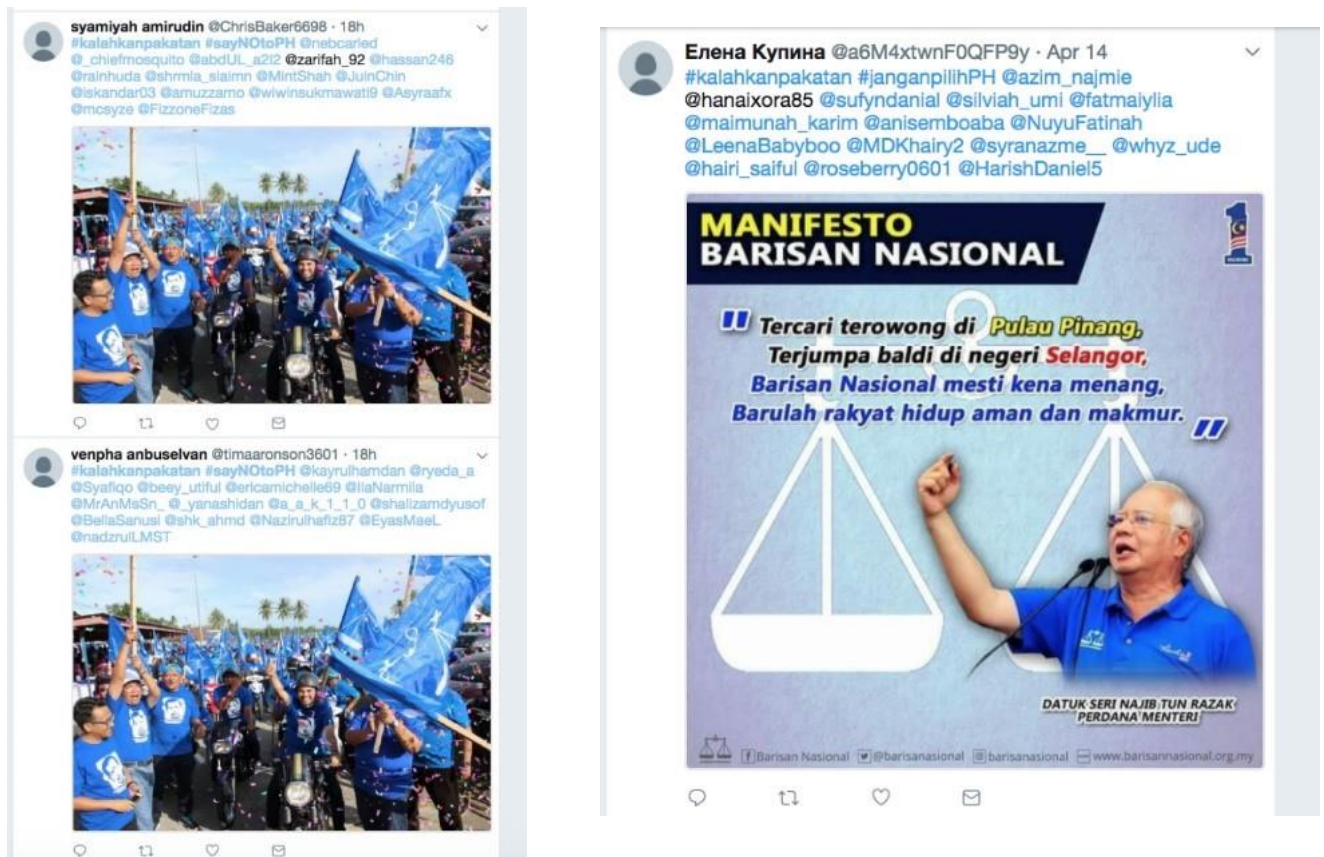 syamiyah amirudin @ChrisBaker6698 · 18h
#kalahkanpakatan #sayNOtoPH @nebcarled
@_chiefmosquito @abdUL_a2l2 @zarifah_92 @hassan246
@rainhuda @shrmla_siaimn @MintShah @JuinChin
@iskandar03 @amuzzamo @wiwinsukmawati9 @Asyraafx
@mcsyze @FizzoneFizas
venpha anbuselvan @timaaronson3601 · 18h
#kalahkanpakatan #sayNOtoPH @kayrulhamdan @ryeda_a
@Syafiqo @beey_utiful @ericamichelle69 @IlaNarmila
@MrAnMsSn_ @_yanashidan @a_a_k_1_1_0 @shalizamdyusof
@BellaSanusi @shk_ahmd @Nazirulhafiz87 @EyasMaeL
@nadzrulLMST
Елена Купина @a6M4xtwnF0QFP9y · Apr 14
#kalahkanpakatan #janganpilihPH @azim_najmie
@hanaixora85 @sufyndanial @silviah_umi @fatmaiylia
@maimunah_karim @anisemboaba @NuyuFatinah
@LeenaBabyboo @MDKhairy2 @syranazme__ @whyz_ude
@hairi_saiful @roseberry0601 @HarishDaniel5
MANIFESTO
BARISAN NASIONAL
" Tercari terowong di Pulau Pinang,
Terjumpa baldi di negeri Selangor,
Barisan Nasional mesti kena menang,
Barulah rakyat hidup aman dan makmur. "
DATUK SERI NAJIB TUN RAZAK
PERDANA MENTERI
Barisan Nasional @barisanasional barisanasional www.barisannasional.org.my